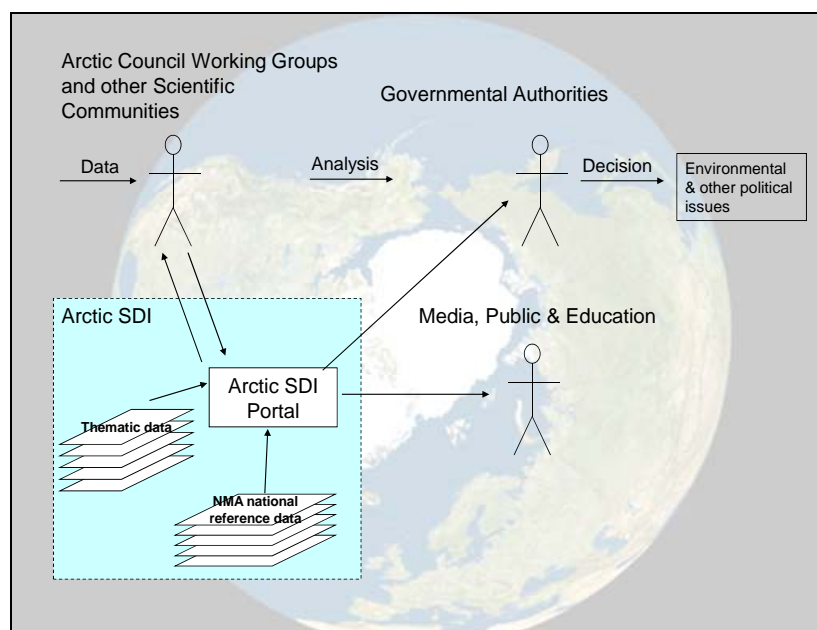 Arctic Council Working Groups
and other Scientific
Communities
Governmental Authorities
Data
Analysis
Decision
Environmental
& other political
issues
Arctic SDI
Media, Public & Education
Arctic SDI
Portal
Thematic data
NMA national
reference data